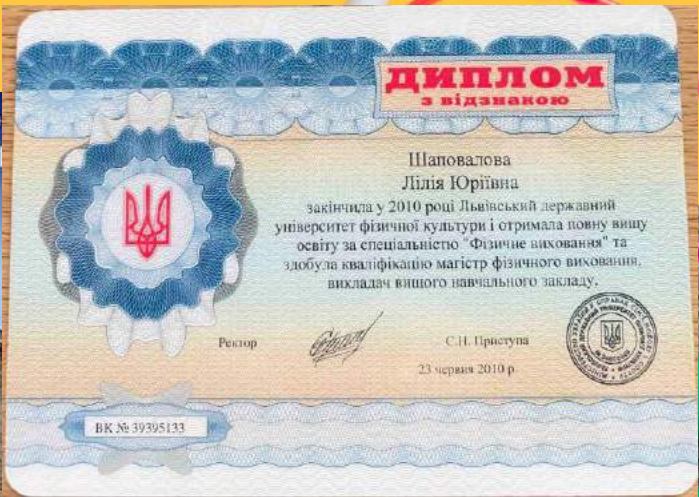 ДИПЛОМ
з відзнакою
Шаповалова
Лілія Юріївна
закінчила у 2010 році Львівський державний
університет фізичної культури і отримала повну вищу
освіту за спеціальністю "Фізичне виховання" та
здобула кваліфікацію магістр фізичного виховання,
викладач вищого навчального закладу.
Ректор
С.Н. Приступа
23 червня 2010 р.
ВК № 39395133